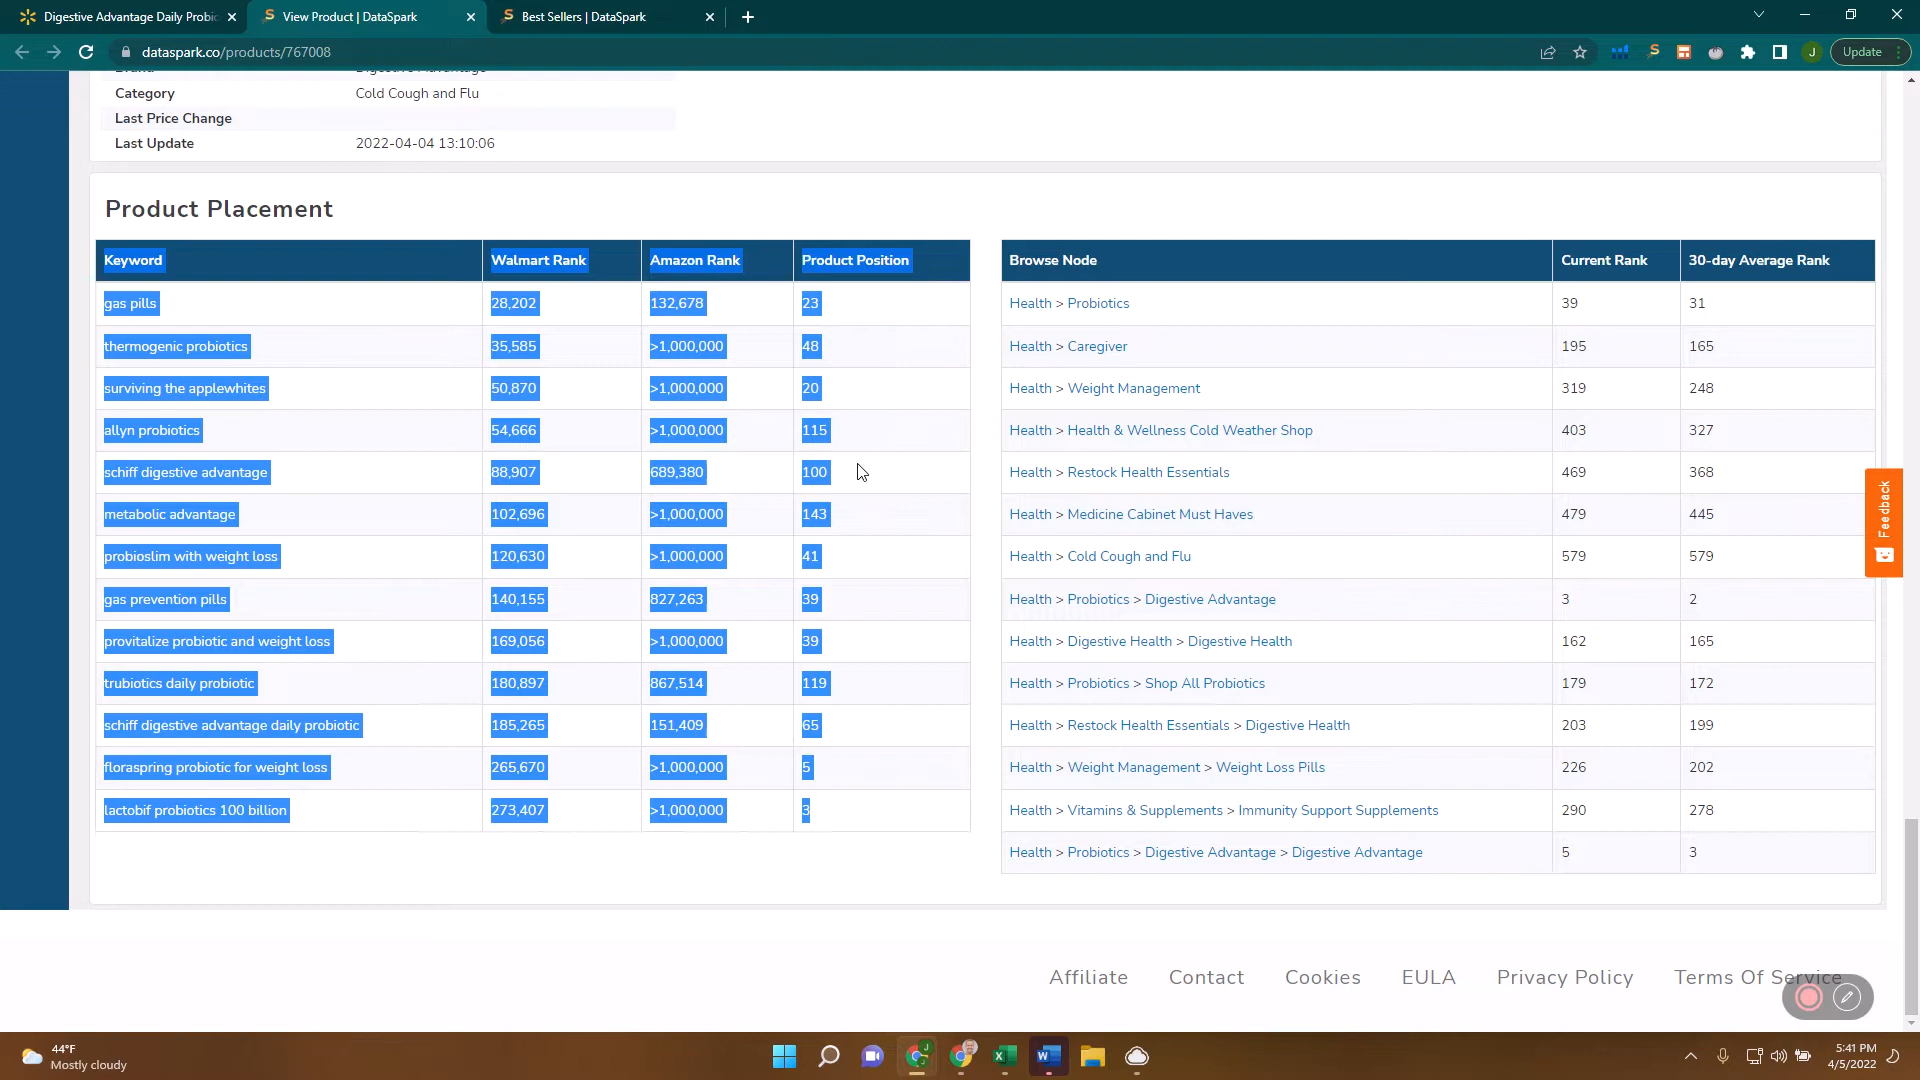 Digestive Advantage Daily Probio
View Product | DataSpark
Best Sellers | DataSpark
dataspark.co/products/767008
J
Update
Category Cold Cough and Flu
Last Price Change
Last Update 2022-04-04 13:10:06
Product Placement
Keyword Walmart Rank Amazon Rank Product Position
gas pills 28,202 132,678 23
thermogenic probiotics 35,585 >1,000,000 48
surviving the applewhites 50,870 >1,000,000 20
allyn probiotics 54,666 >1,000,000 115
schiff digestive advantage 88,907 689,380 100
metabolic advantage 102,696 >1,000,000 143
probioslim with weight loss 120,630 >1,000,000 41
gas prevention pills 140,155 827,263 39
provitalize probiotic and weight loss 169,056 >1,000,000 39
trubiotics daily probiotic 180,897 867,514 119
schiff digestive advantage daily probiotic 185,265 151,409 65
floraspring probiotic for weight loss 265,670 >1,000,000 5
lactobif probiotics 100 billion 273,407 >1,000,000 3
Browse Node Current Rank 30-day Average Rank
Health > Probiotics 39 31
Health > Caregiver 195 165
Health > Weight Management 319 248
Health > Health & Wellness Cold Weather Shop 403 327
Health > Restock Health Essentials 469 368
Health > Medicine Cabinet Must Haves 479 445
Health > Cold Cough and Flu 579 579
Health > Probiotics > Digestive Advantage 3 2
Health > Digestive Health > Digestive Health 162 165
Health > Probiotics > Shop All Probiotics 179 172
Health > Restock Health Essentials > Digestive Health 203 199
Health > Weight Management > Weight Loss Pills 226 202
Health > Vitamins & Supplements > Immunity Support Supplements 290 278
Health > Probiotics > Digestive Advantage > Digestive Advantage 5 3
Feedback
Affiliate Contact Cookies EULA Privacy Policy Terms Of Service
44°F
Mostly cloudy
5:41 PM
4/5/2022